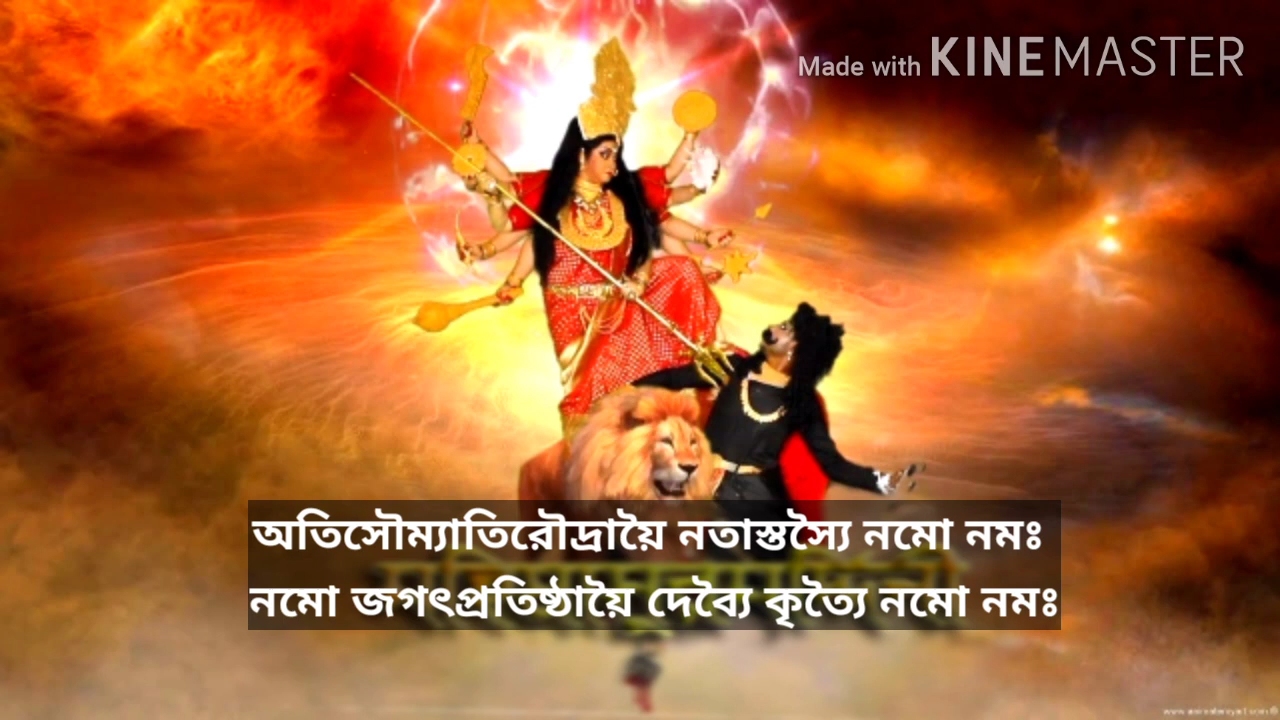 Made with KINEMASTER
অতিসৌম্যাতিরৌদ্রায়ৈ নতাস্তস্যৈ নমো নমঃ
নমো জগৎপ্রতিষ্ঠায়ৈ দেব্যৈ কৃত্যৈ নমো নমঃ